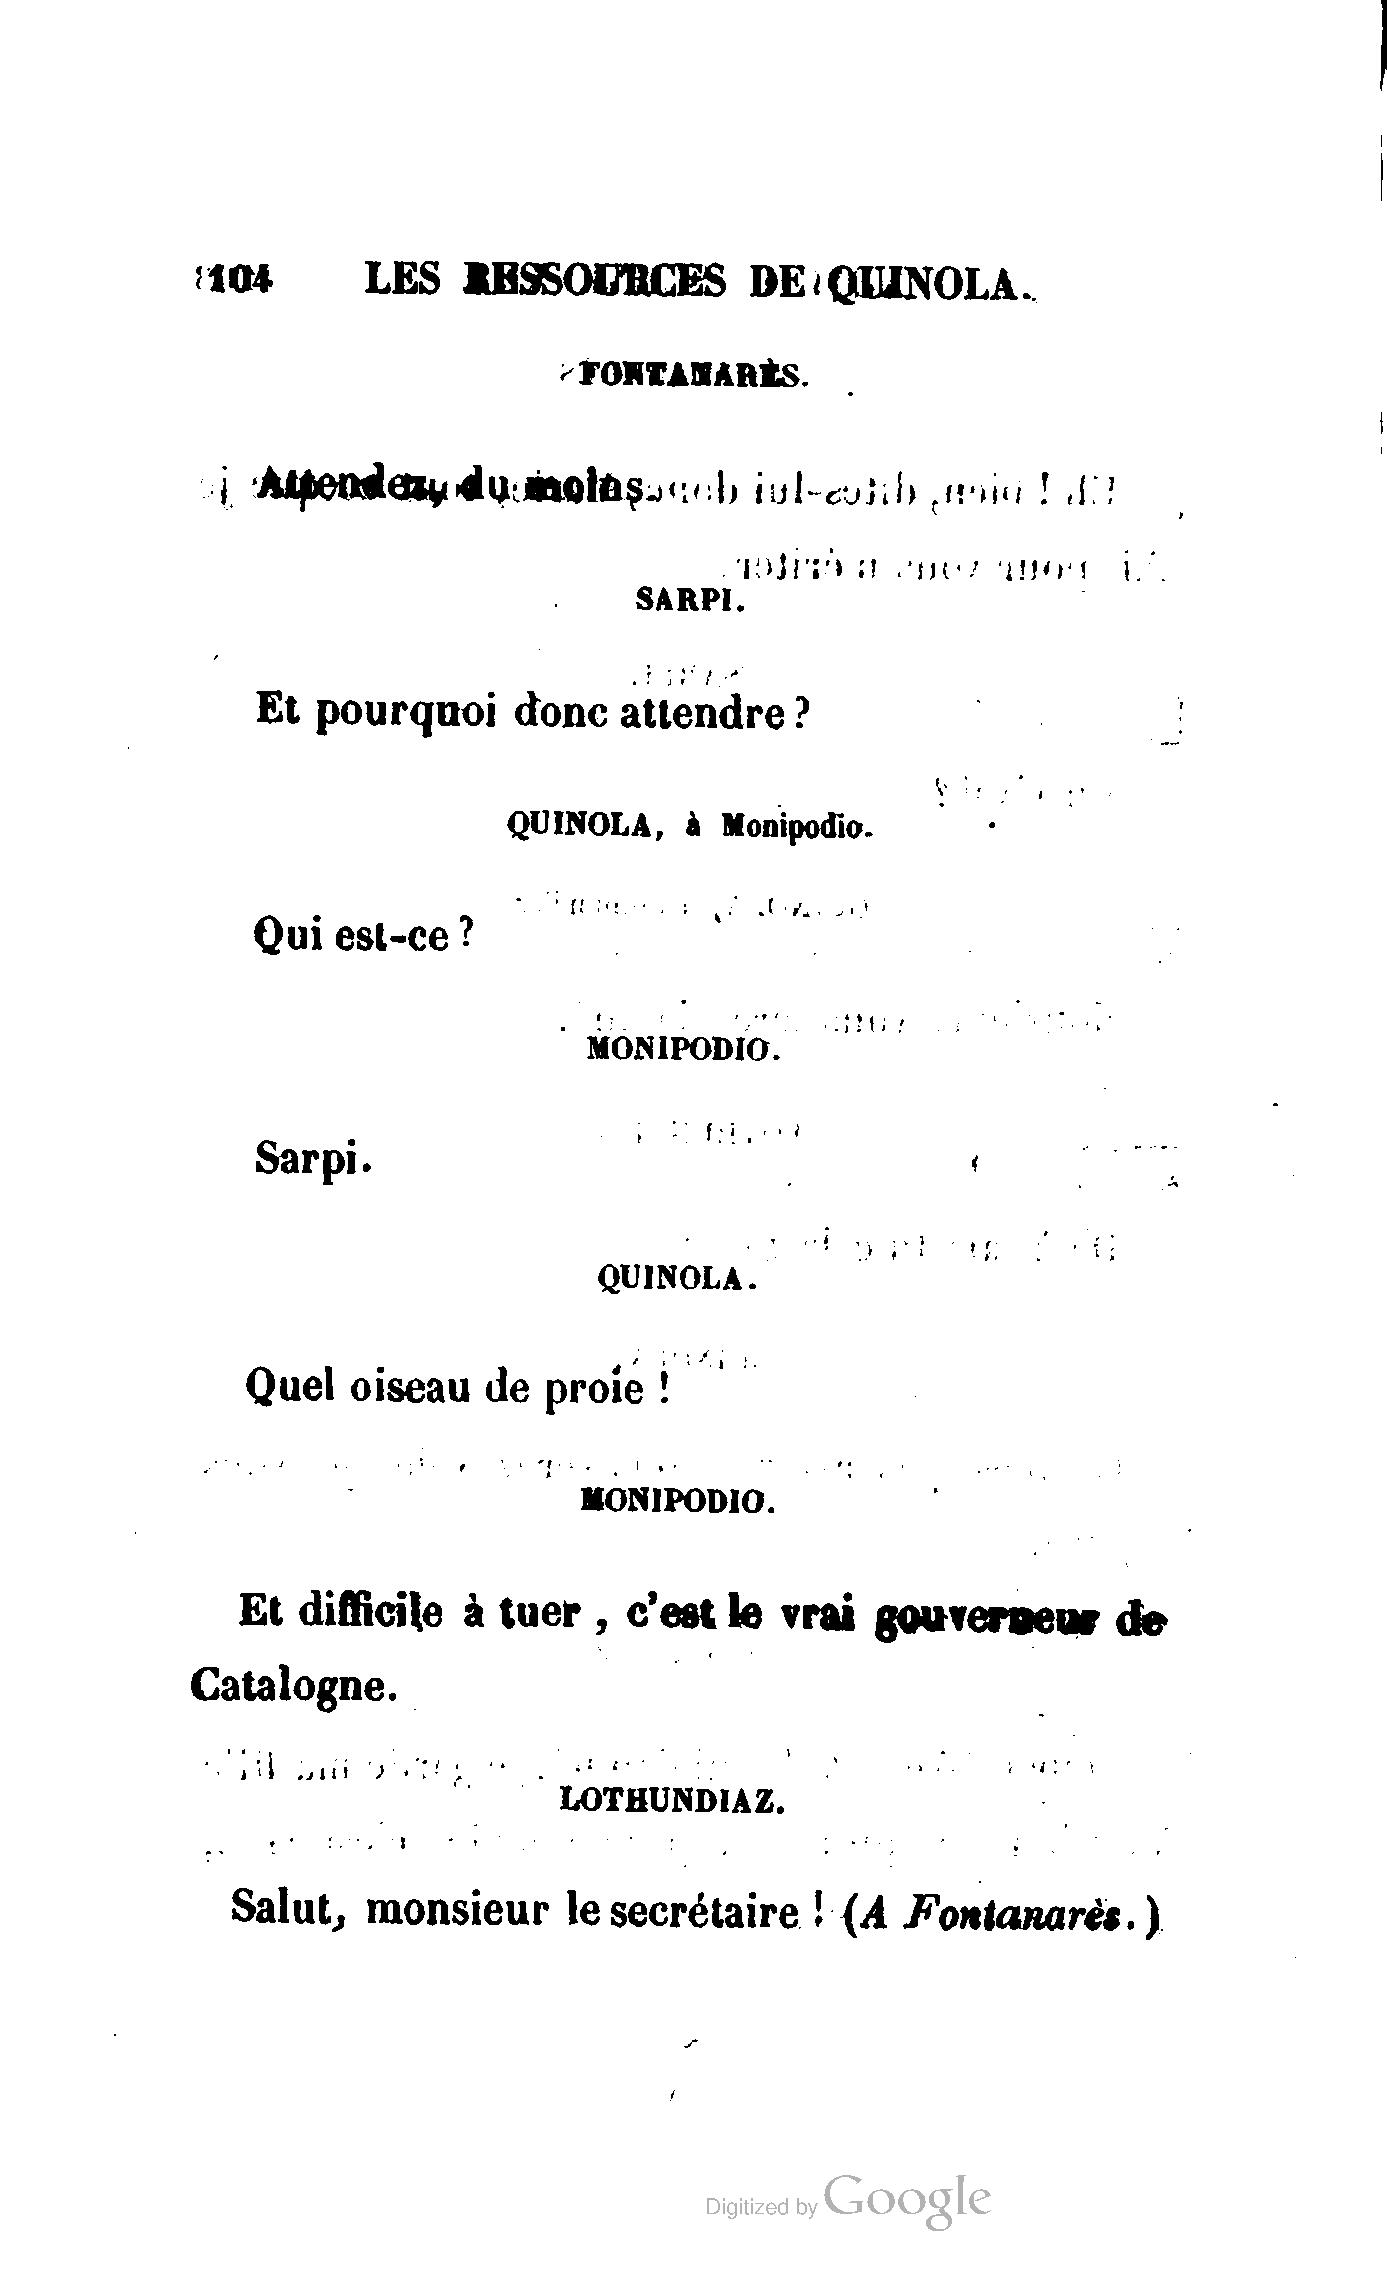 104 LES RESSOURCES DE QUINOLA.
FONTANARÈS.
Attendez, du moins.
SARPI.
Et pourquoi donc attendre ?
QUINOLA, à Monipodio.
Qui est-ce ?
MONIPODIO.
Sarpi.
QUINOLA.
Quel oiseau de proie !
MONIPODIO.
Et difficile à tuer , c'est le vrai gouverneur de
Catalogne.
LOTHUNDIAZ.
Salut, monsieur le secrétaire ! (A Fontanarès.)
Digitized by Google